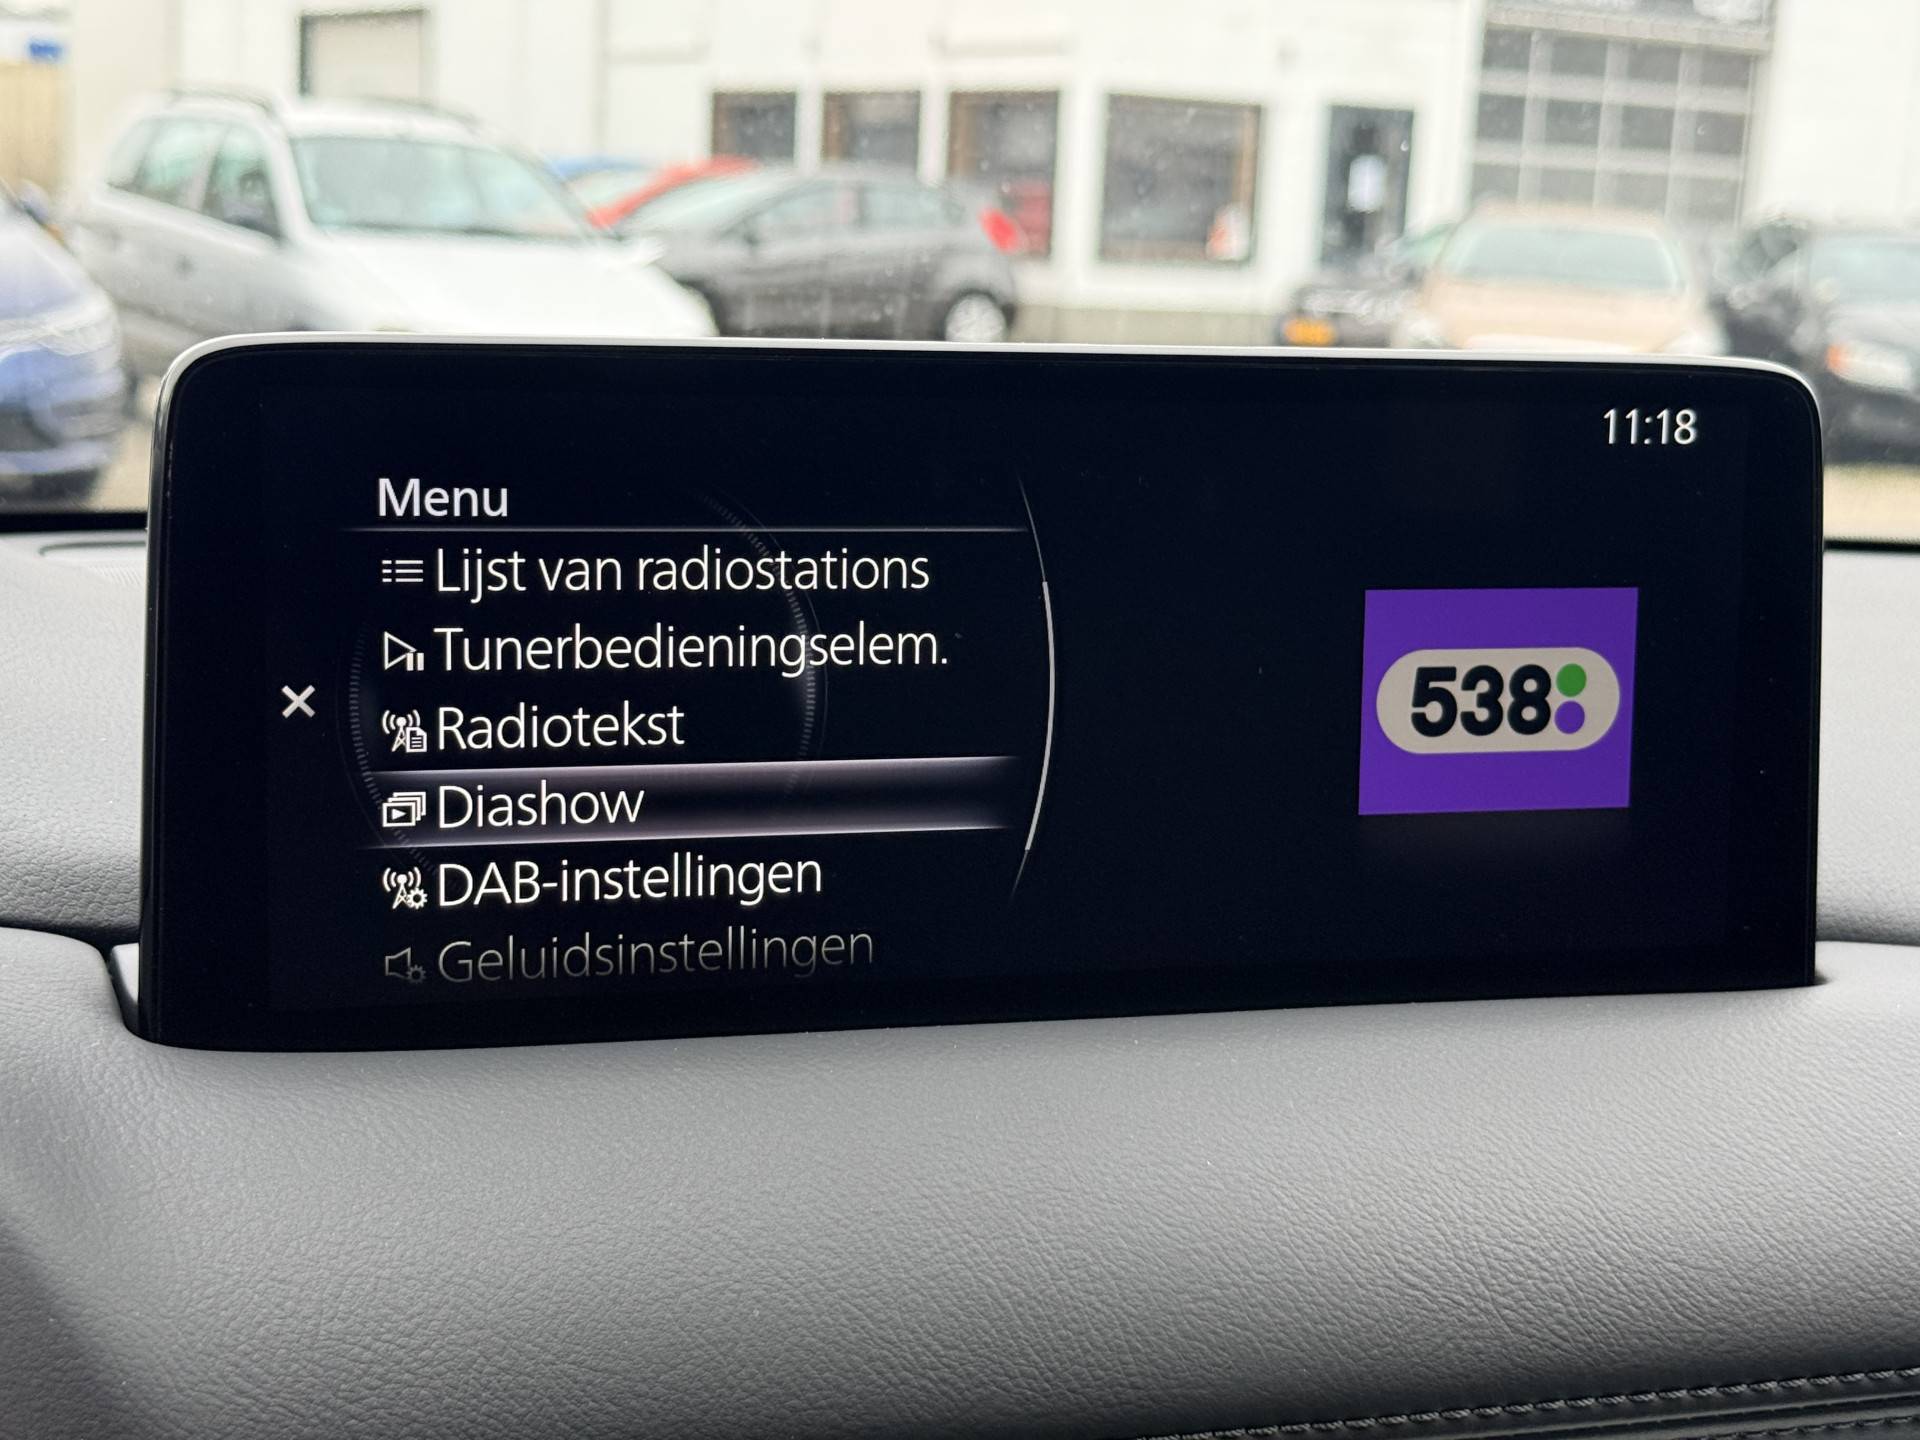 11:18
Menu
Lijst van radiostations
Tunerbedieningselem.
Radiotekst
Diashow
DAB-instellingen
Geluidsinstellingen
538